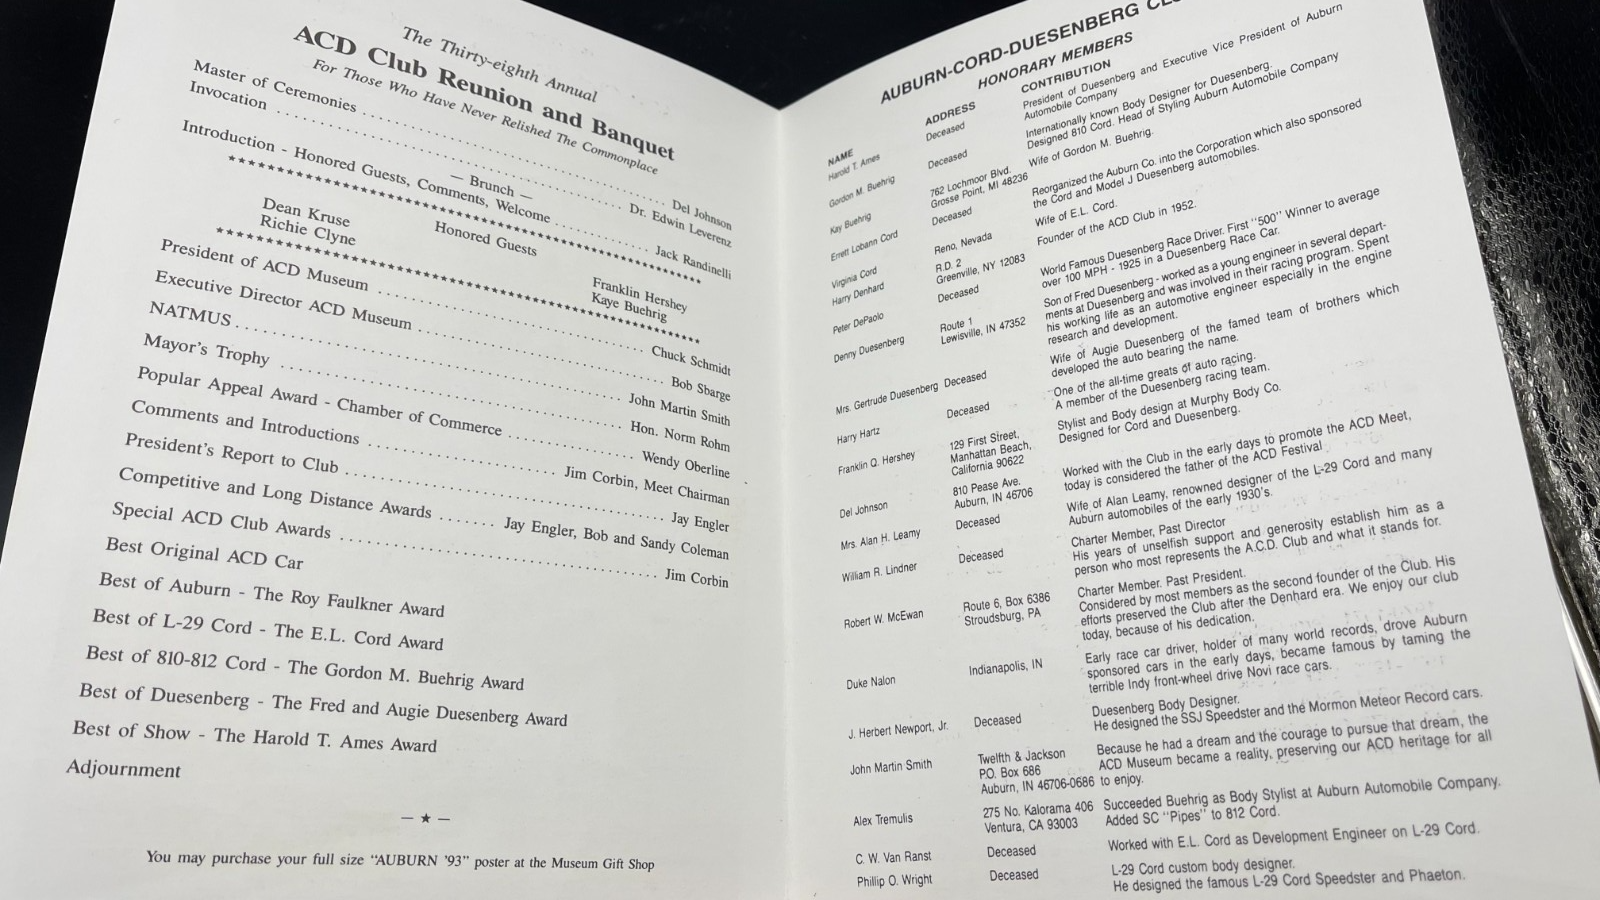 The Thirty-eighth Annual
ACD Club Reunion and Banquet
For Those Who Have Never Relished The Commonplace
Master of Ceremonies . . . . . . . . . . . . . . . . . . . . Del Johnson
Invocation . . . . . . . . . . . . . . . . . . . . Dr. Edwin Leverenz
— Brunch —
Introduction - Honored Guests, Comments, Welcome . . . . . . . . . . . . Jack Randinelli
****************************************************
Honored Guests
Dean Kruse Franklin Hershey
Richie Clyne Kaye Buehrig
****************************************************
President of ACD Museum . . . . . . . . . . . . . . . . . . . . Chuck Schmidt
Executive Director ACD Museum . . . . . . . . . . . . . . . . . . . . Bob Sbarge
NATMUS . . . . . . . . . . . . . . . . . . . . John Martin Smith
Mayor's Trophy . . . . . . . . . . . . . . . . . . . . Hon. Norm Rohm
Popular Appeal Award - Chamber of Commerce . . . . . . . . . . . . Wendy Oberline
Comments and Introductions . . . . . . . . . . . . . . . . Jim Corbin, Meet Chairman
President's Report to Club . . . . . . . . . . . . . . . . . . . . Jay Engler
Competitive and Long Distance Awards . . . . . . . Jay Engler, Bob and Sandy Coleman
Special ACD Club Awards . . . . . . . . . . . . . . . . . . . . Jim Corbin
Best Original ACD Car
Best of Auburn - The Roy Faulkner Award
Best of L-29 Cord - The E.L. Cord Award
Best of 810-812 Cord - The Gordon M. Buehrig Award
Best of Duesenberg - The Fred and Augie Duesenberg Award
Best of Show - The Harold T. Ames Award
Adjournment
— ★ —
You may purchase your full size "AUBURN '93" poster at the Museum Gift Shop
AUBURN-CORD-DUESENBERG
HONORARY MEMBERS
NAME ADDRESS CONTRIBUTION
Harold T. Ames Deceased President of Duesenberg and Executive Vice President of Auburn
Automobile Company
Gordon M. Buehrig Deceased Internationally known Body Designer for Duesenberg.
Designed 810 Cord. Head of Styling Auburn Automobile Company
Kay Buehrig 762 Lochmoor Blvd. Wife of Gordon M. Buehrig.
Grosse Point, MI 48236
Errett Lobann Cord Deceased Reorganized the Auburn Co. into the Corporation which also sponsored
the Cord and Model J Duesenberg automobiles.
Virginia Cord Reno, Nevada Wife of E.L. Cord.
Harry Denhard R.D. 2 Founder of the ACD Club in 1952.
Greenville, NY 12083
Peter DePaolo Deceased World Famous Duesenberg Race Driver. First "500" Winner to average
over 100 MPH - 1925 in a Duesenberg Race Car.
Denny Duesenberg Route 1 Son of Fred Duesenberg - worked as a young engineer in several depart-
Lewisville, IN 47352 ments at Duesenberg and was involved in their racing program. Spent
his working life as an automotive engineer especially in the engine
research and development.
Mrs. Gertrude Duesenberg Deceased Wife of Augie Duesenberg of the famed team of brothers which
developed the auto bearing the name.
Harry Hartz Deceased One of the all-time greats of auto racing.
A member of the Duesenberg racing team.
Franklin Q. Hershey 129 First Street, Stylist and Body design at Murphy Body Co.
Manhattan Beach, Designed for Cord and Duesenberg.
California 90622
Del Johnson 810 Pease Ave. Worked with the Club in the early days to promote the ACD Meet,
Auburn, IN 46706 today is considered the father of the ACD Festival
Mrs. Alan H. Leamy Deceased Wife of Alan Leamy, renowned designer of the L-29 Cord and many
Auburn automobiles of the early 1930's.
William R. Lindner Deceased Charter Member, Past Director
His years of unselfish support and generosity establish him as a
person who most represents the A.C.D. Club and what it stands for.
Robert W. McEwan Route 6, Box 6386 Charter Member. Past President.
Stroudsburg, PA Considered by most members as the second founder of the Club. His
efforts preserved the Club after the Denhard era. We enjoy our club
today, because of his dedication.
Duke Nalon Indianapolis, IN Early race car driver, holder of many world records, drove Auburn
sponsored cars in the early days, became famous by taming the
terrible Indy front-wheel drive Novi race cars.
J. Herbert Newport, Jr. Deceased Duesenberg Body Designer.
He designed the SSJ Speedster and the Mormon Meteor Record cars.
John Martin Smith Twelfth & Jackson Because he had a dream and the courage to pursue that dream, the
P.O. Box 686 ACD Museum became a reality, preserving our ACD heritage for all
Auburn, IN 46706-0686 to enjoy.
Alex Tremulis 275 No. Kalorama 406 Succeeded Buehrig as Body Stylist at Auburn Automobile Company.
Ventura, CA 93003 Added SC "Pipes" to 812 Cord.
C. W. Van Ranst Deceased Worked with E.L. Cord as Development Engineer on L-29 Cord.
Phillip O. Wright Deceased L-29 Cord custom body designer.
He designed the famous L-29 Cord Speedster and Phaeton.